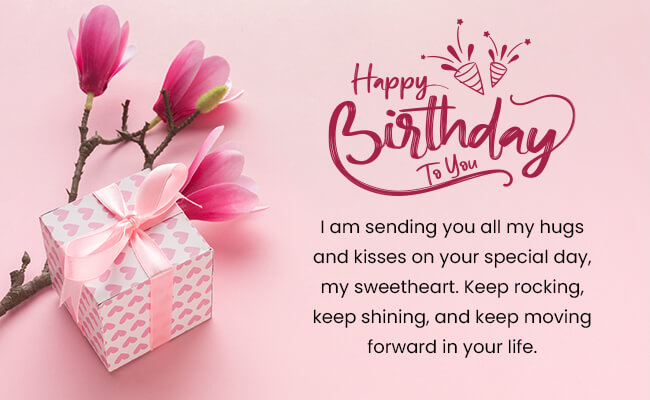 Happy
Birthday
To You
I am sending you all my hugs
and kisses on your special day,
my sweetheart. Keep rocking,
keep shining, and keep moving
forward in your life.